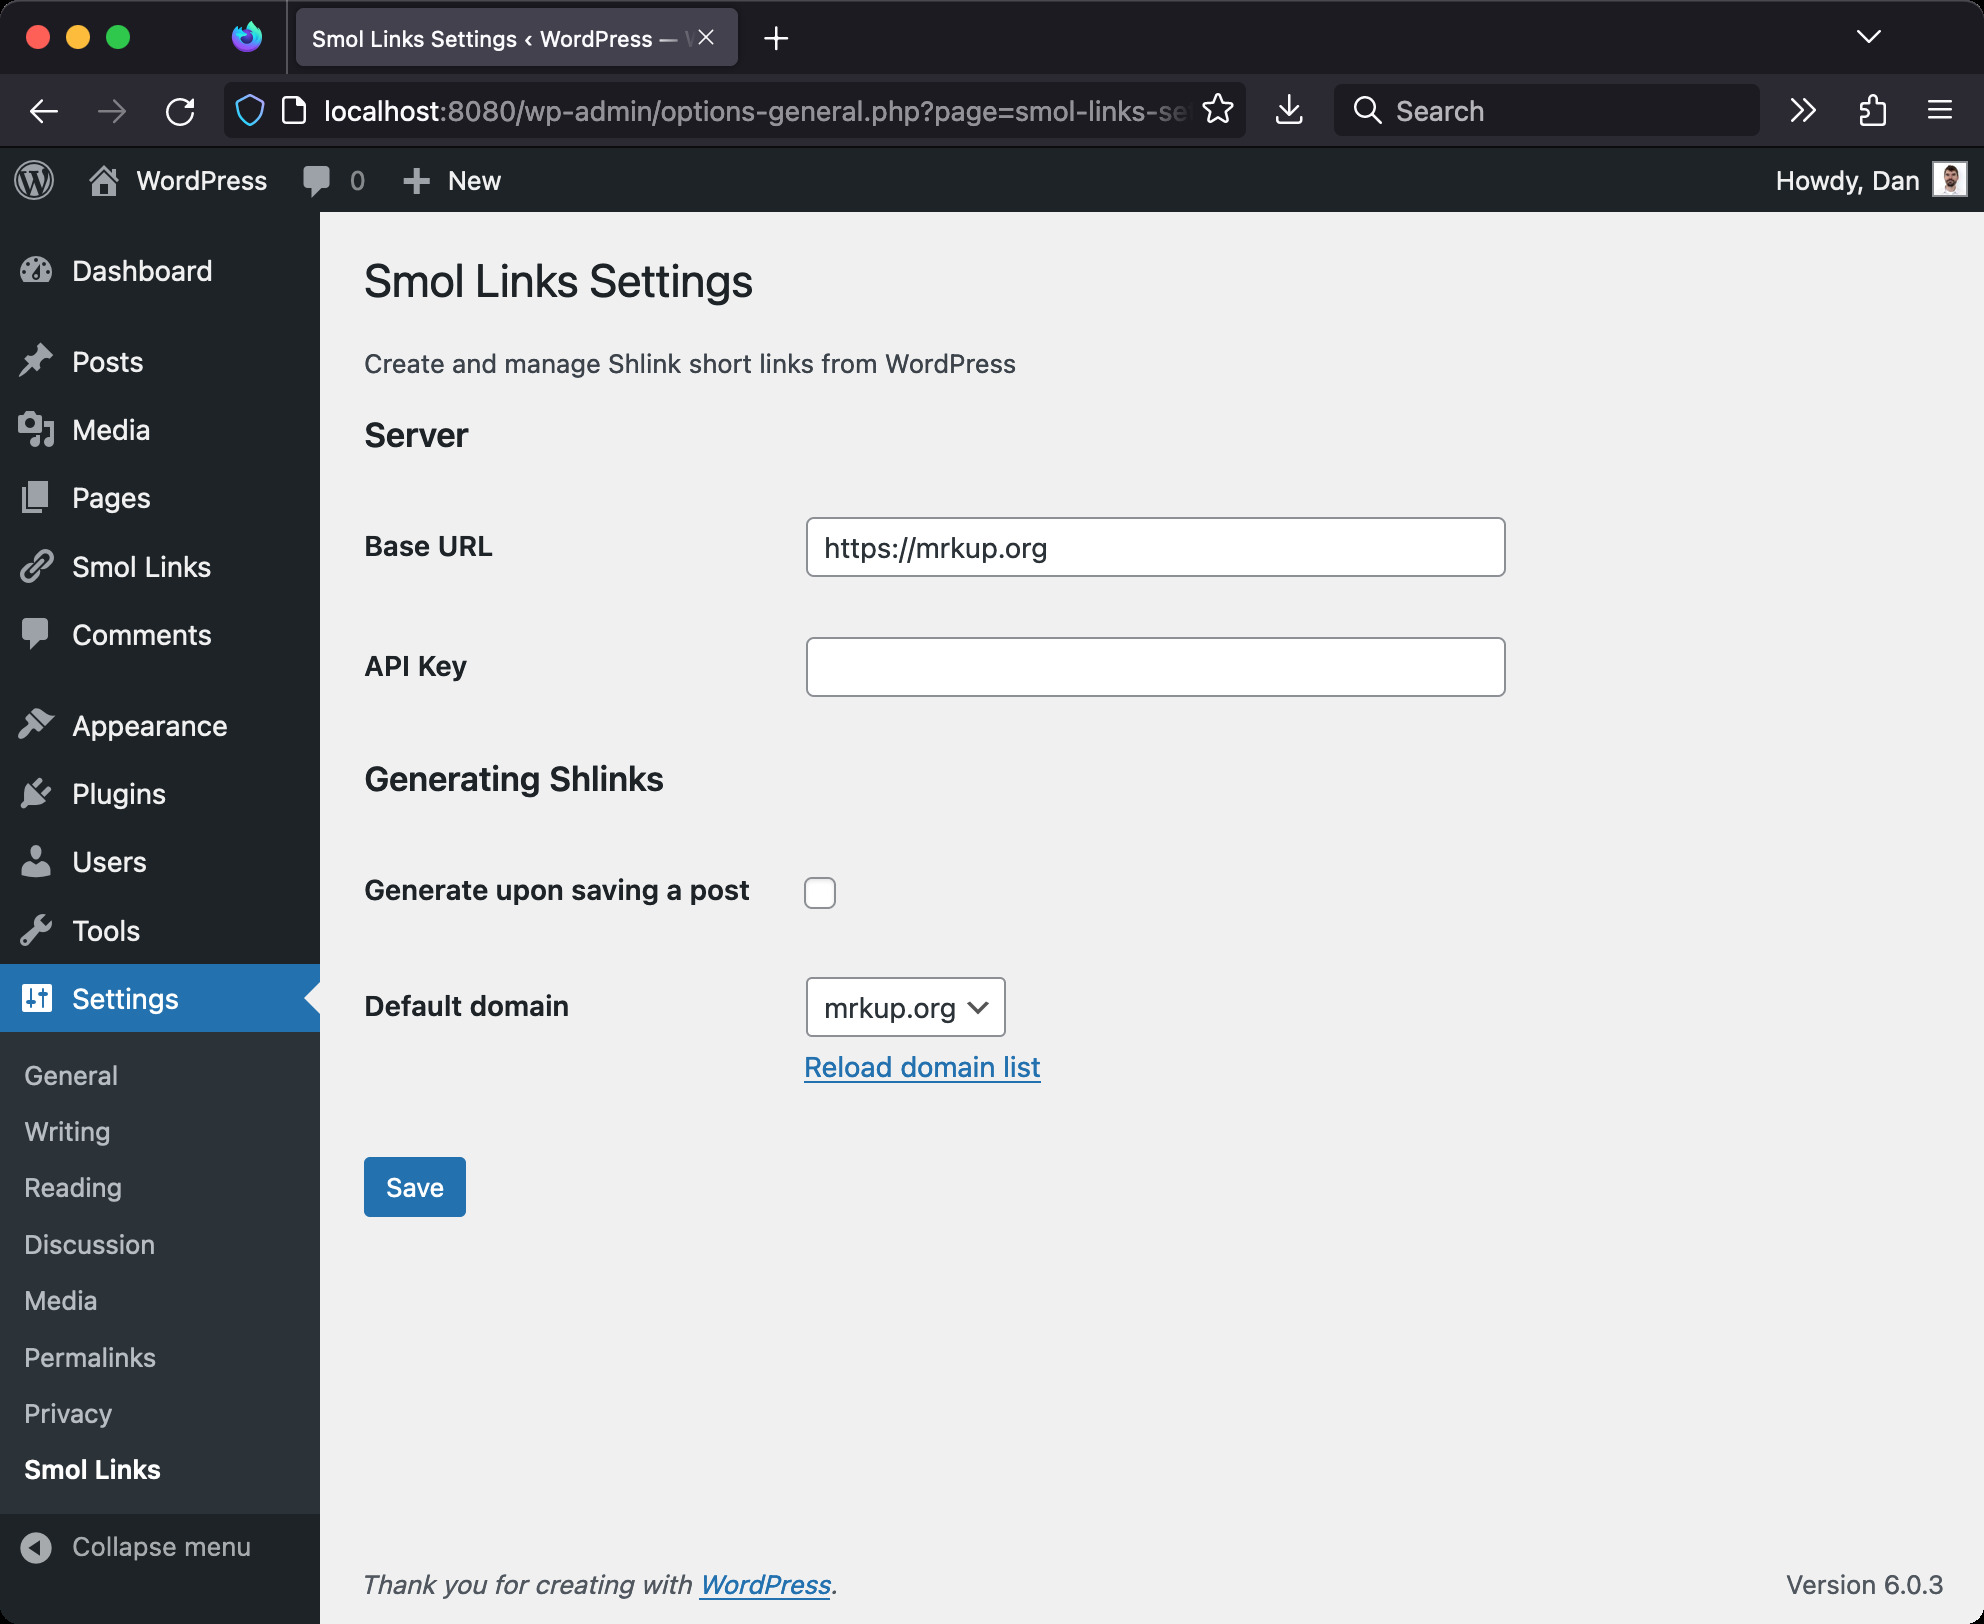 Smol Links Settings ‹ WordPress —
localhost:8080/wp-admin/options-general.php?page=smol-links-se
Search
WordPress
0
New
Howdy, Dan
Dashboard
Posts
Media
Pages
Smol Links
Comments
Appearance
Plugins
Users
Tools
Settings
General
Writing
Reading
Discussion
Media
Permalinks
Privacy
Smol Links
Collapse menu
Smol Links Settings
Create and manage Shlink short links from WordPress
Server
Base URL
https://mrkup.org
API Key
Generating Shlinks
Generate upon saving a post
Default domain
mrkup.org
Reload domain list
Save
Thank you for creating with WordPress.
Version 6.0.3